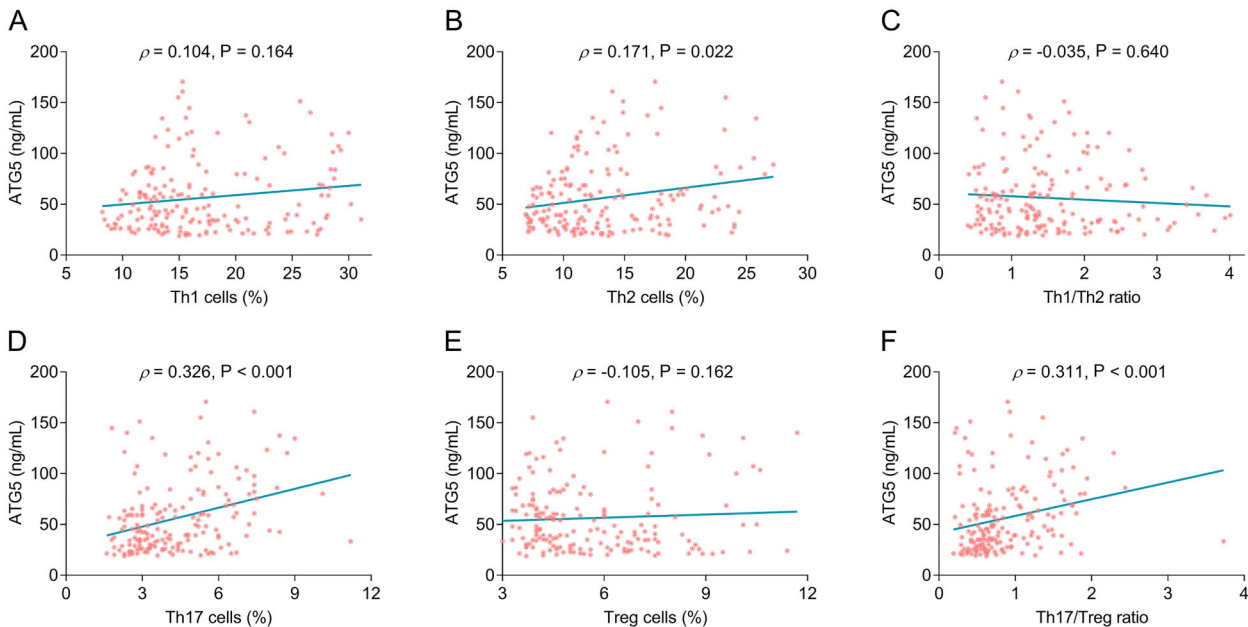 A
ρ = 0.104, P = 0.164
200
150
100
50
0
ATG5 (ng/mL)
5 10 15 20 25 30
Th1 cells (%)
B
ρ = 0.171, P = 0.022
200
150
100
50
0
ATG5 (ng/mL)
5 10 15 20 25 30
Th2 cells (%)
C
ρ = -0.035, P = 0.640
200
150
100
50
0
ATG5 (ng/mL)
0 1 2 3 4
Th1/Th2 ratio
D
ρ = 0.326, P < 0.001
200
150
100
50
0
ATG5 (ng/mL)
0 3 6 9 12
Th17 cells (%)
E
ρ = -0.105, P = 0.162
200
150
100
50
0
ATG5 (ng/mL)
3 6 9 12
Treg cells (%)
F
ρ = 0.311, P < 0.001
200
150
100
50
0
ATG5 (ng/mL)
0 1 2 3 4
Th17/Treg ratio